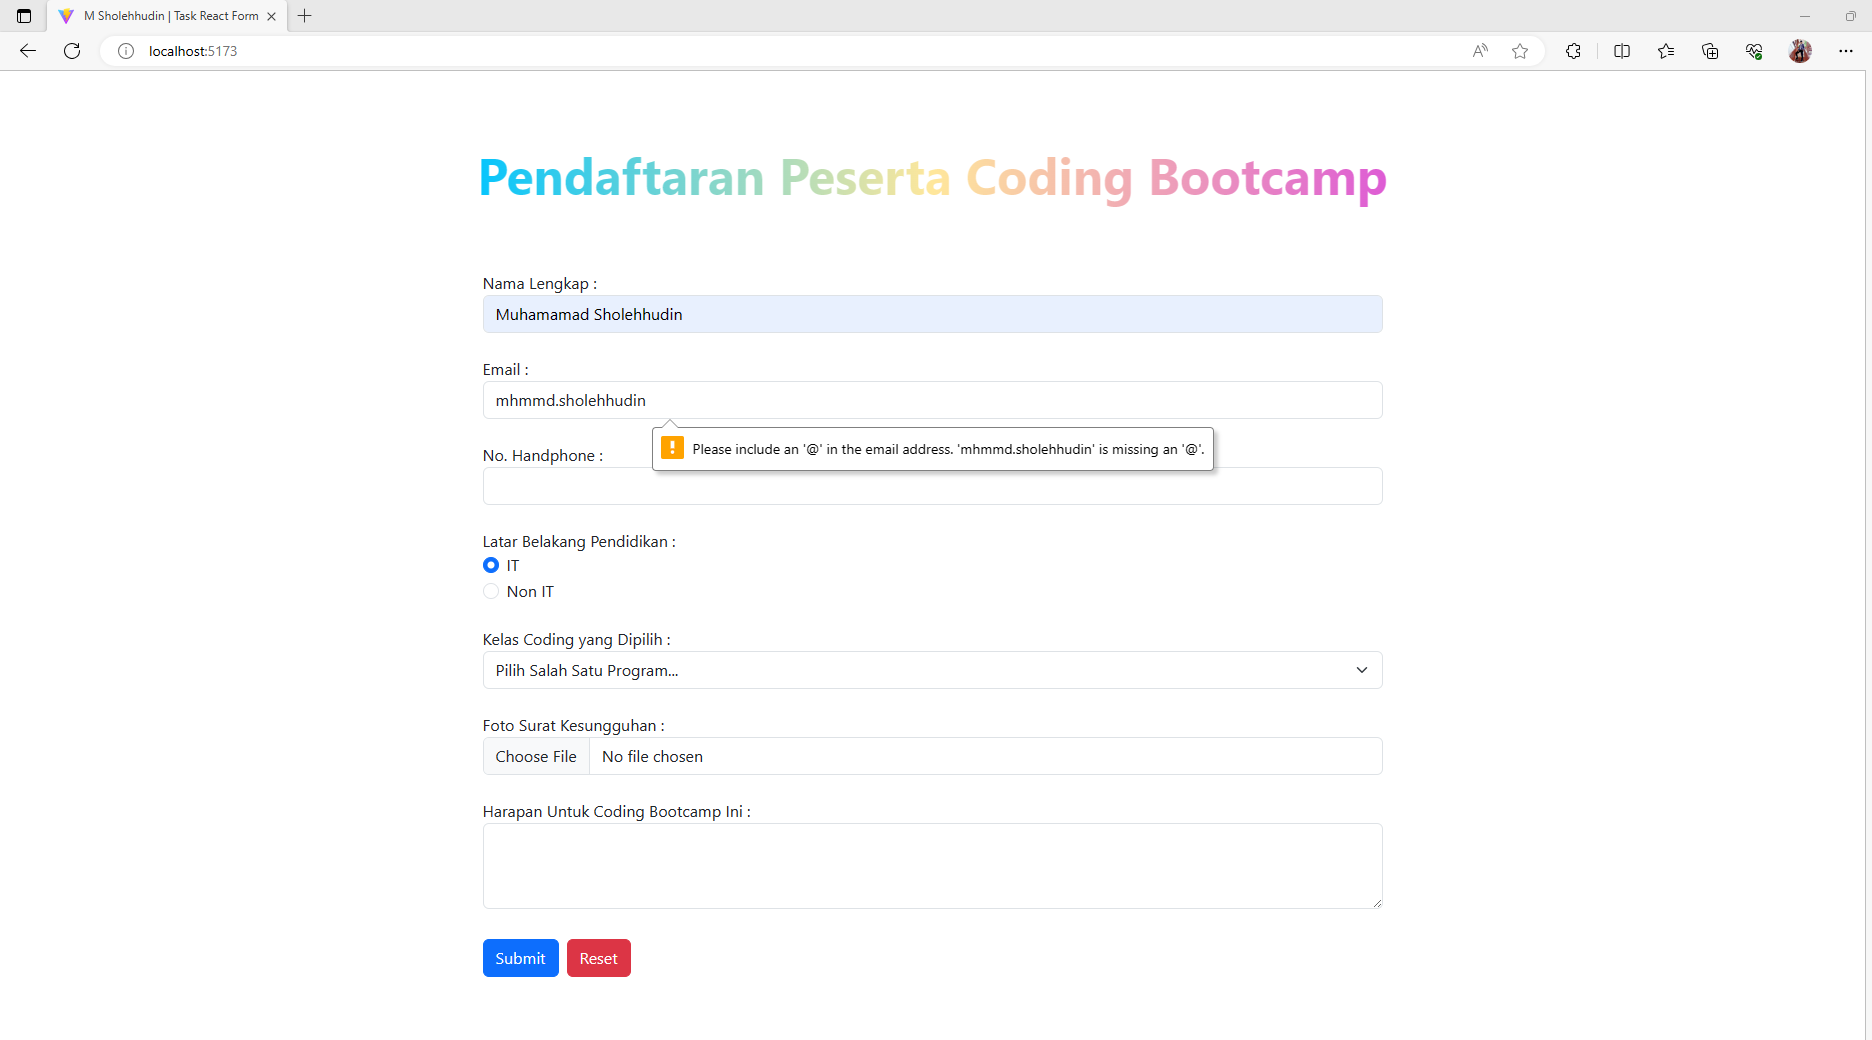 M Sholehhudin | Task React Form
localhost:5173
Pendaftaran Peserta Coding Bootcamp
Nama Lengkap :
Muhamamad Sholehhudin
Email :
mhmmd.sholehhudin
Please include an '@' in the email address. 'mhmmd.sholehhudin' is missing an '@'.
No. Handphone :
Latar Belakang Pendidikan :
IT
Non IT
Kelas Coding yang Dipilih :
Pilih Salah Satu Program...
Foto Surat Kesungguhan :
Choose File No file chosen
Harapan Untuk Coding Bootcamp Ini :
Submit Reset